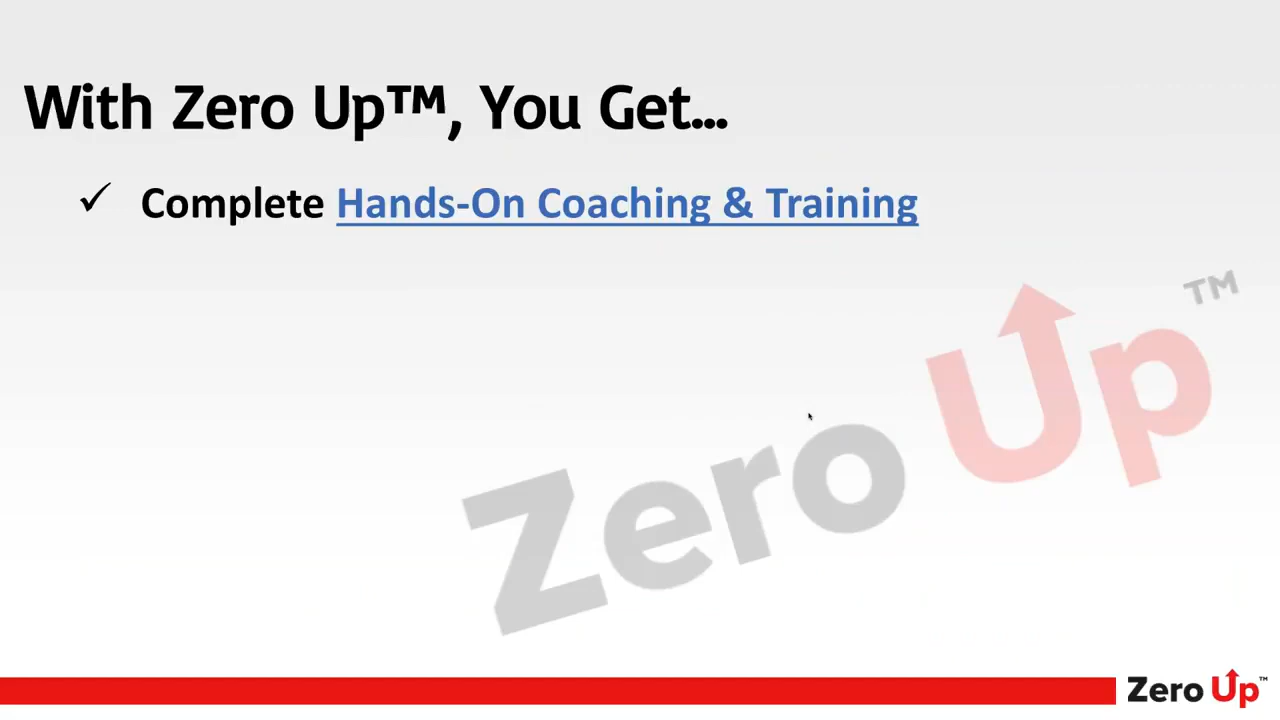 With Zero Up™, You Get...
✓ Complete Hands-On Coaching & Training
Zero Up™
Zero Up™